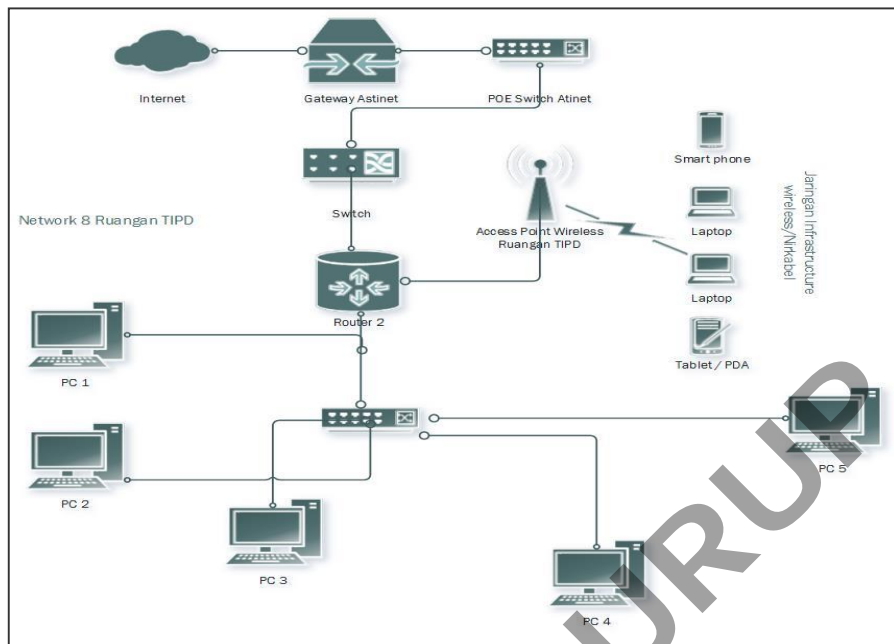 Internet
Gateway Astinet
POE Switch Atinet
Smart phone
Switch
Access Point Wireless
Ruangan TIPD
Laptop
Jaringan Infrastructure
wireless/Nirkabel
Network 8 Ruangan TIPD
Laptop
Router 2
Tablet / PDA
PC 1
PC 2
PC 3
PC 4
PC 5
URUP